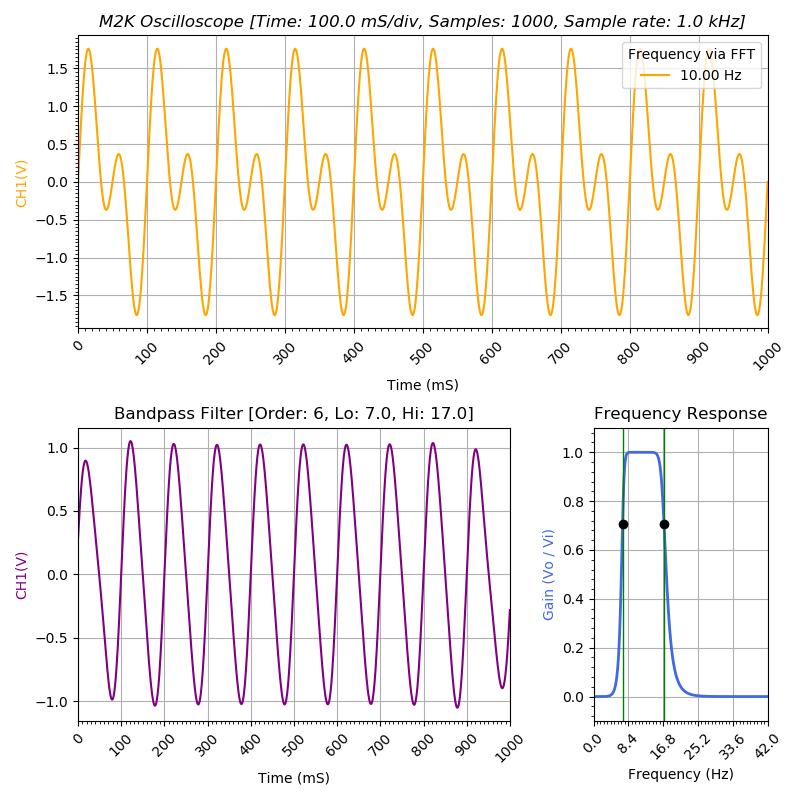 M2K Oscilloscope [Time: 100.0 mS/div, Samples: 1000, Sample rate: 1.0 kHz]
Frequency via FFT
10.00 Hz
1.5
1.0
0.5
0.0
−0.5
−1.0
−1.5
CH1(V)
0 100 200 300 400 500 600 700 800 900 1000
Time (mS)
Bandpass Filter [Order: 6, Lo: 7.0, Hi: 17.0]
1.0
0.5
0.0
−0.5
−1.0
CH1(V)
0 100 200 300 400 500 600 700 800 900 1000
Time (mS)
Frequency Response
1.0
0.8
0.6
0.4
0.2
0.0
Gain (Vo / Vi)
0.0 8.4 16.8 25.2 33.6 42.0
Frequency (Hz)